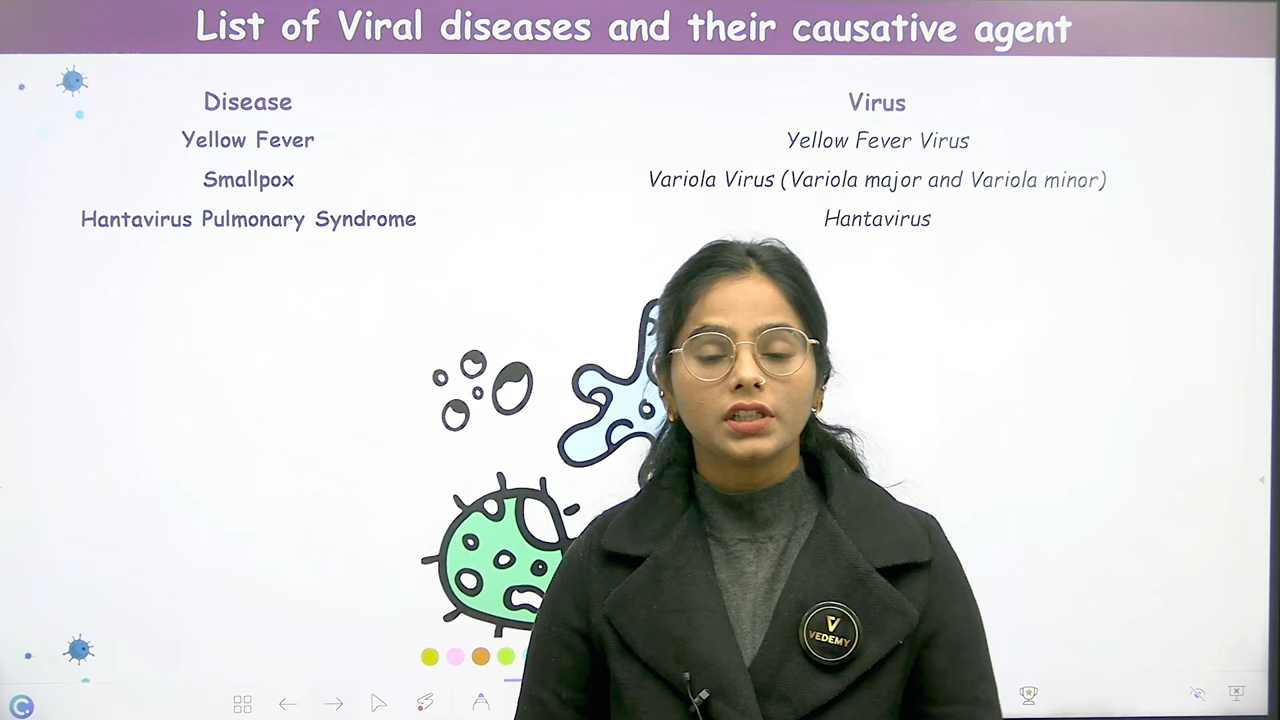 List of Viral diseases and their causative agent
Disease Virus
Yellow Fever Yellow Fever Virus
Smallpox Variola Virus (Variola major and Variola minor)
Hantavirus Pulmonary Syndrome Hantavirus
V
VEDEMY
C